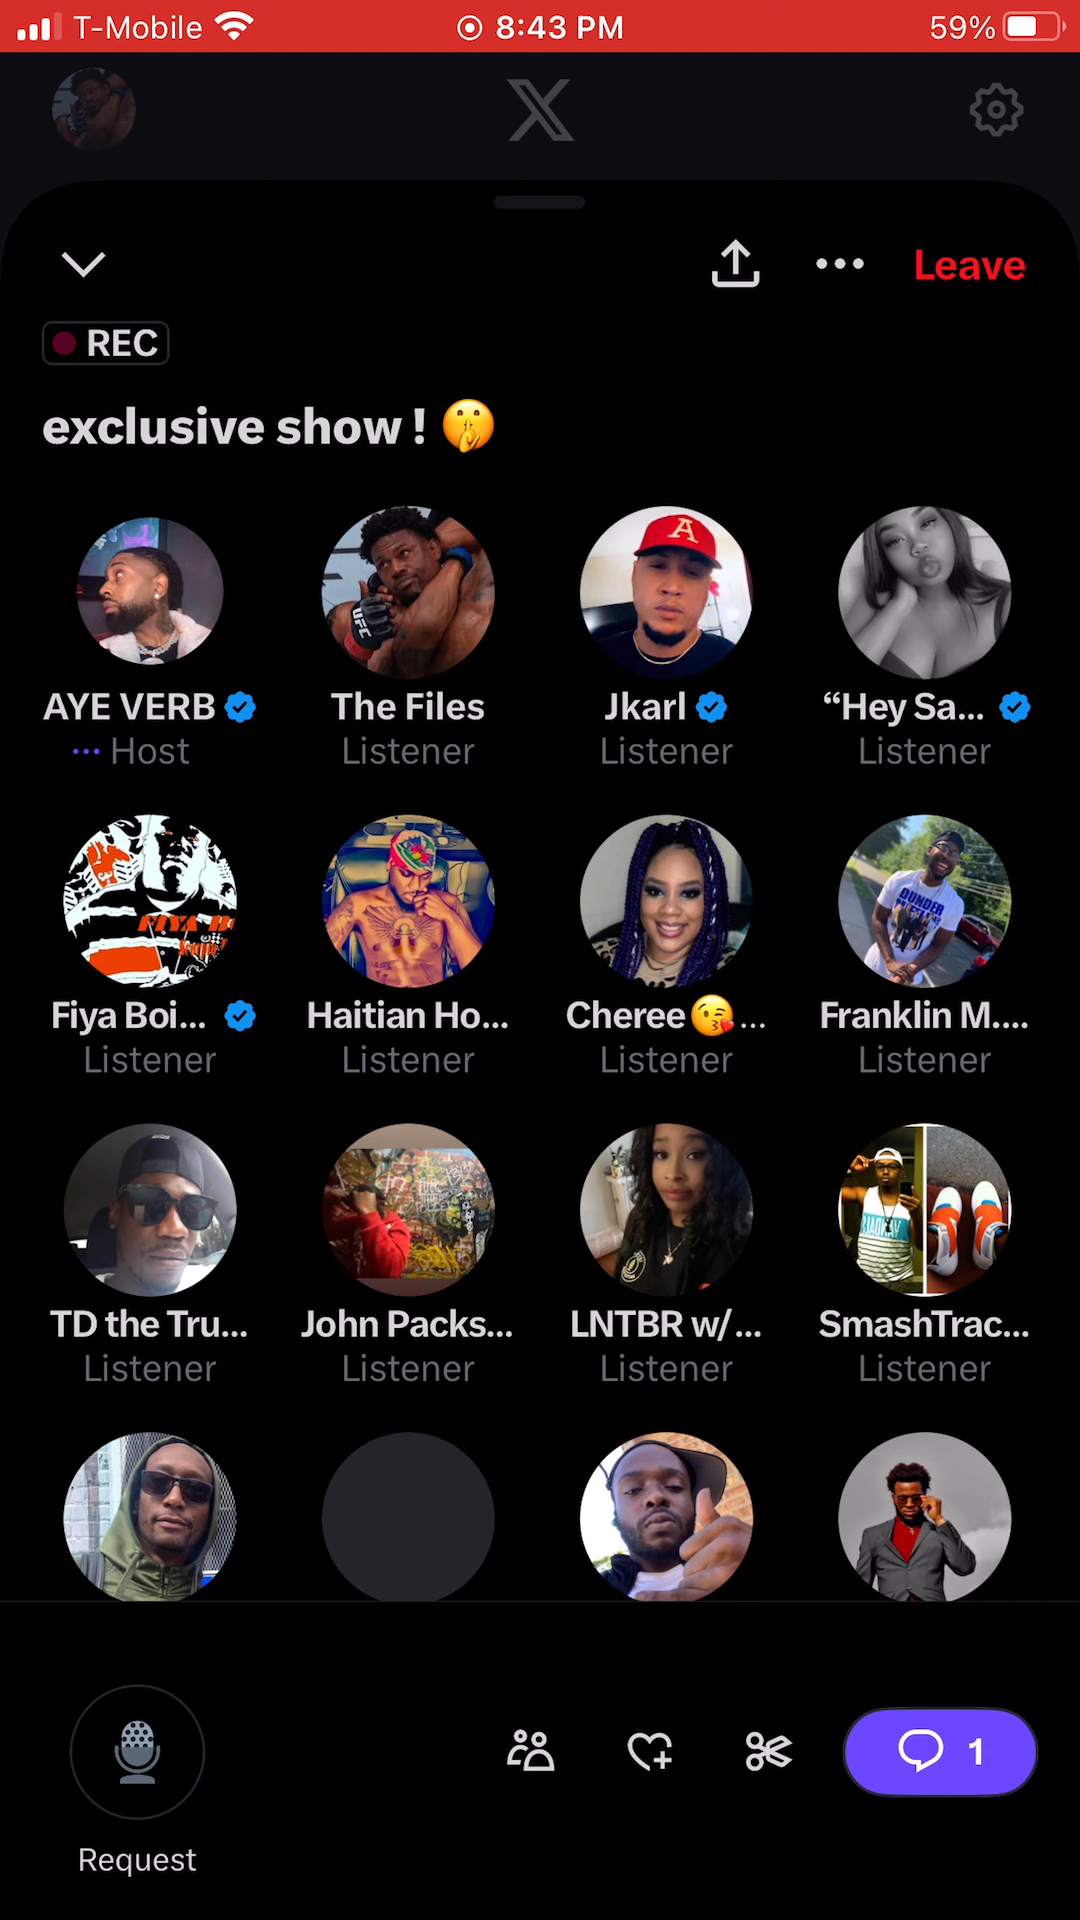 T-Mobile 8:43 PM 59%
Leave
REC
exclusive show ! 🤫
AYE VERB The Files Jkarl “Hey Sa...
Host Listener Listener Listener
Fiya Boi... Haitian Ho... Cheree😘... Franklin M....
Listener Listener Listener Listener
TD the Tru... John Packs... LNTBR w/... SmashTrac...
Listener Listener Listener Listener
1
Request